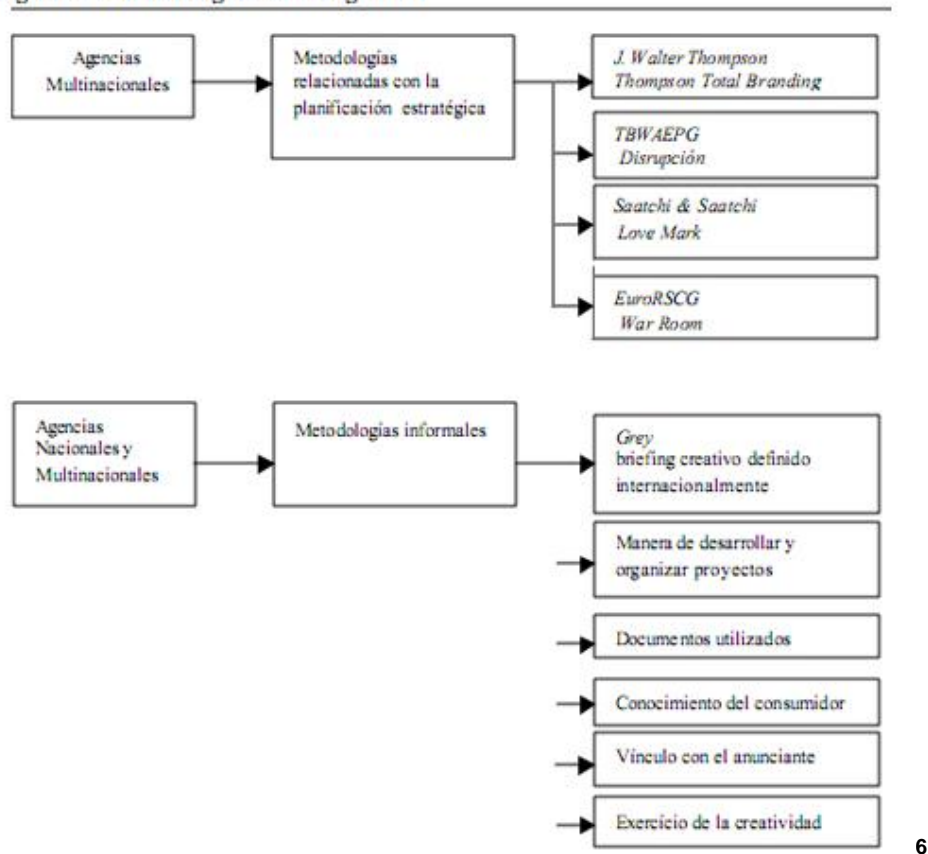 Agencias
Multinacionales
Metodologías
relacionadas con la
planificación estratégica
J. Walter Thompson
Thompson Total Branding
TBWAEPG
Disrupción
Saatchi & Saatchi
Love Mark
EuroRSCG
War Room
Agencias
Nacionales y
Multinacionales
Metodologías informales
Grey
briefing creativo definido
internacionalmente
Manera de desarrollar y
organizar proyectos
Documentos utilizados
Conocimiento del consumidor
Vínculo con el anunciante
Exercício de la creatividad
6